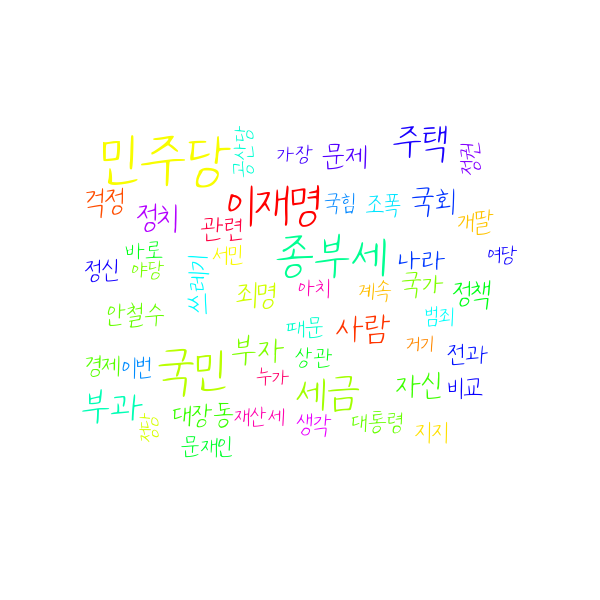 민주당
공산당
가장
문제
주택
정권
걱정
정치
관련
이재명
국힘
조폭
국회
개딸
바로
정신
야당
쓰레기
서민
종부세
나라
여당
안철수
죄명
아치
계속
국가
정책
때문
사람
범죄
경제
이번
국민
부자
상관
거기
전과
누가
세금
자신
비교
부과
정당
대장동
재산세
생각
대통령
지지
문재인